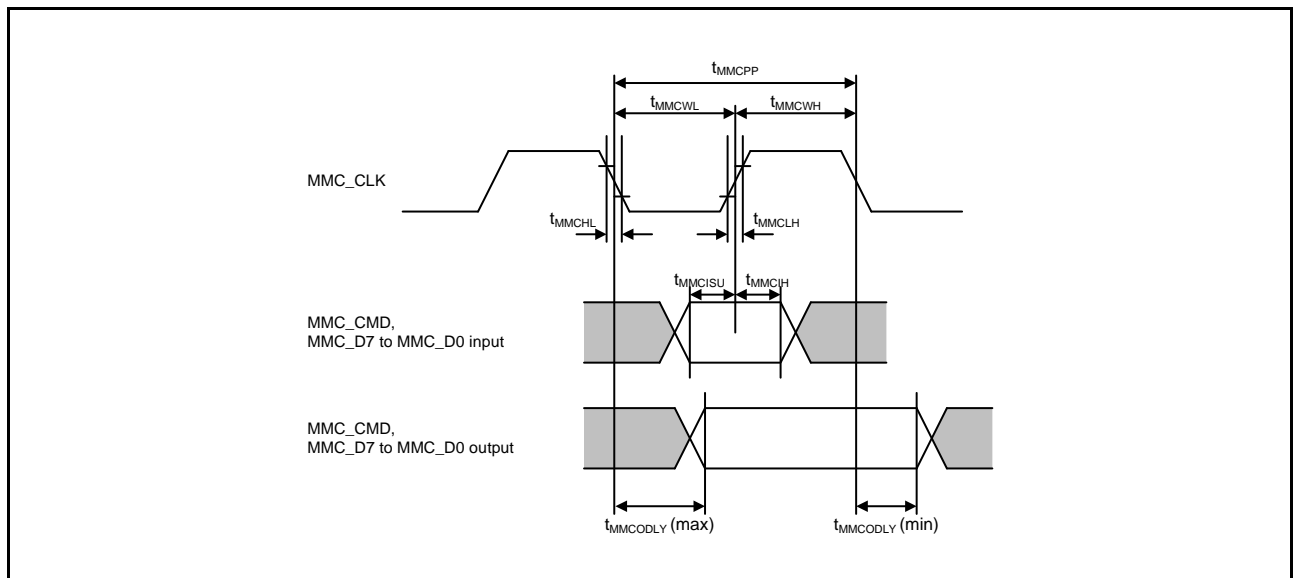 tMMCPP
tMMCWL tMMCWH
MMC_CLK
tMMCHL tMMCLH
tMMCISU tMMCIH
MMC_CMD,
MMC_D7 to MMC_D0 input
MMC_CMD,
MMC_D7 to MMC_D0 output
tMMCODLY (max) tMMCODLY (min)